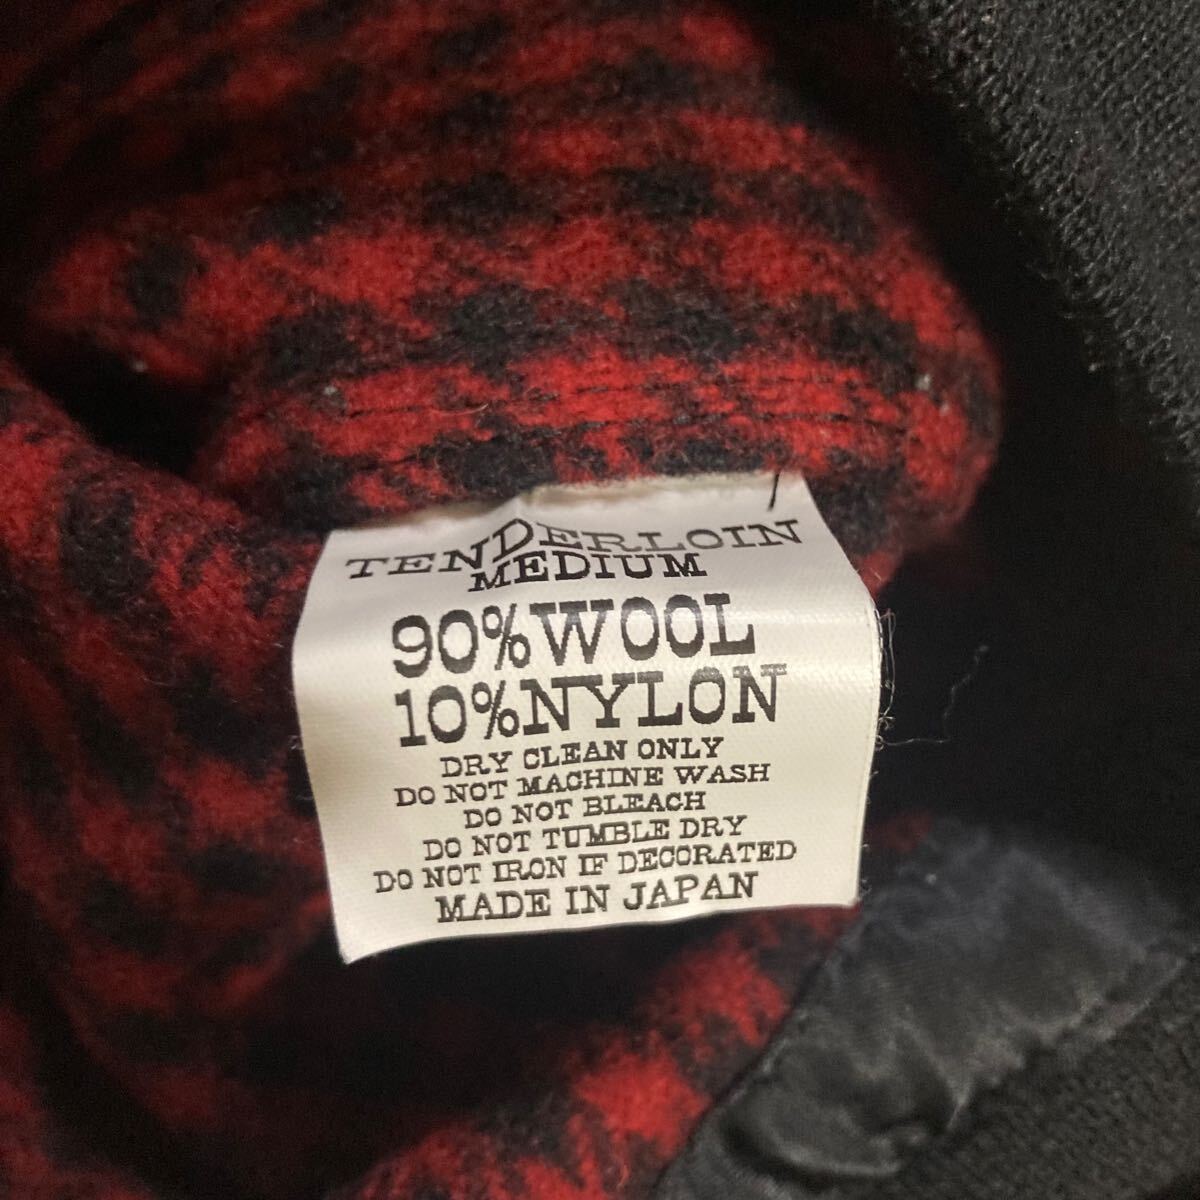 TENDERLOIN
MEDIUM
90%WOOL
10%NYLON
DRY CLEAN ONLY
DO NOT MACHINE WASH
DO NOT BLEACH
DO NOT TUMBLE DRY
DO NOT IRON IF DECORATED
MADE IN JAPAN